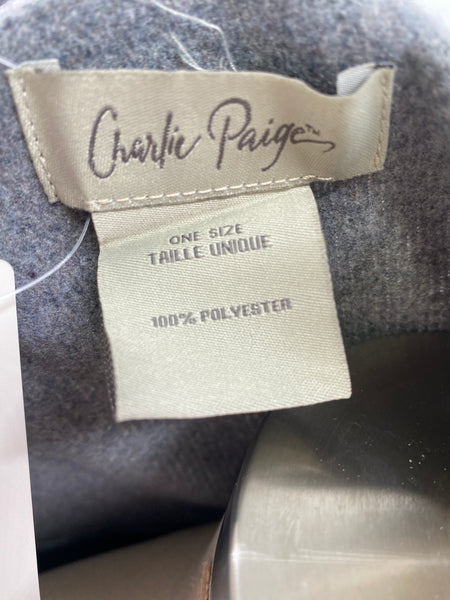 Charlie Paige™
ONE SIZE
TAILLE UNIQUE
100% POLYESTER